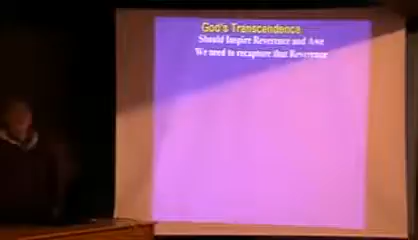 God's Transcendence
Should Inspire Reverence and Awe
We need to recapture that Reverence